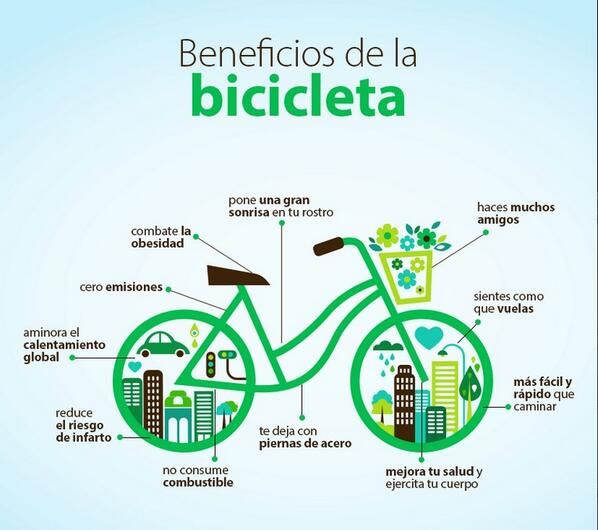 Beneficios de la
bicicleta
pone una gran
sonrisa en tu rostro
combate la
obesidad
cero emisiones
aminora el
calentamiento
global
reduce
el riesgo
de infarto
no consume
combustible
te deja con
piernas de acero
mejora tu salud y
ejercita tu cuerpo
más fácil y
rápido que
caminar
sientes como
que vuelas
haces muchos
amigos